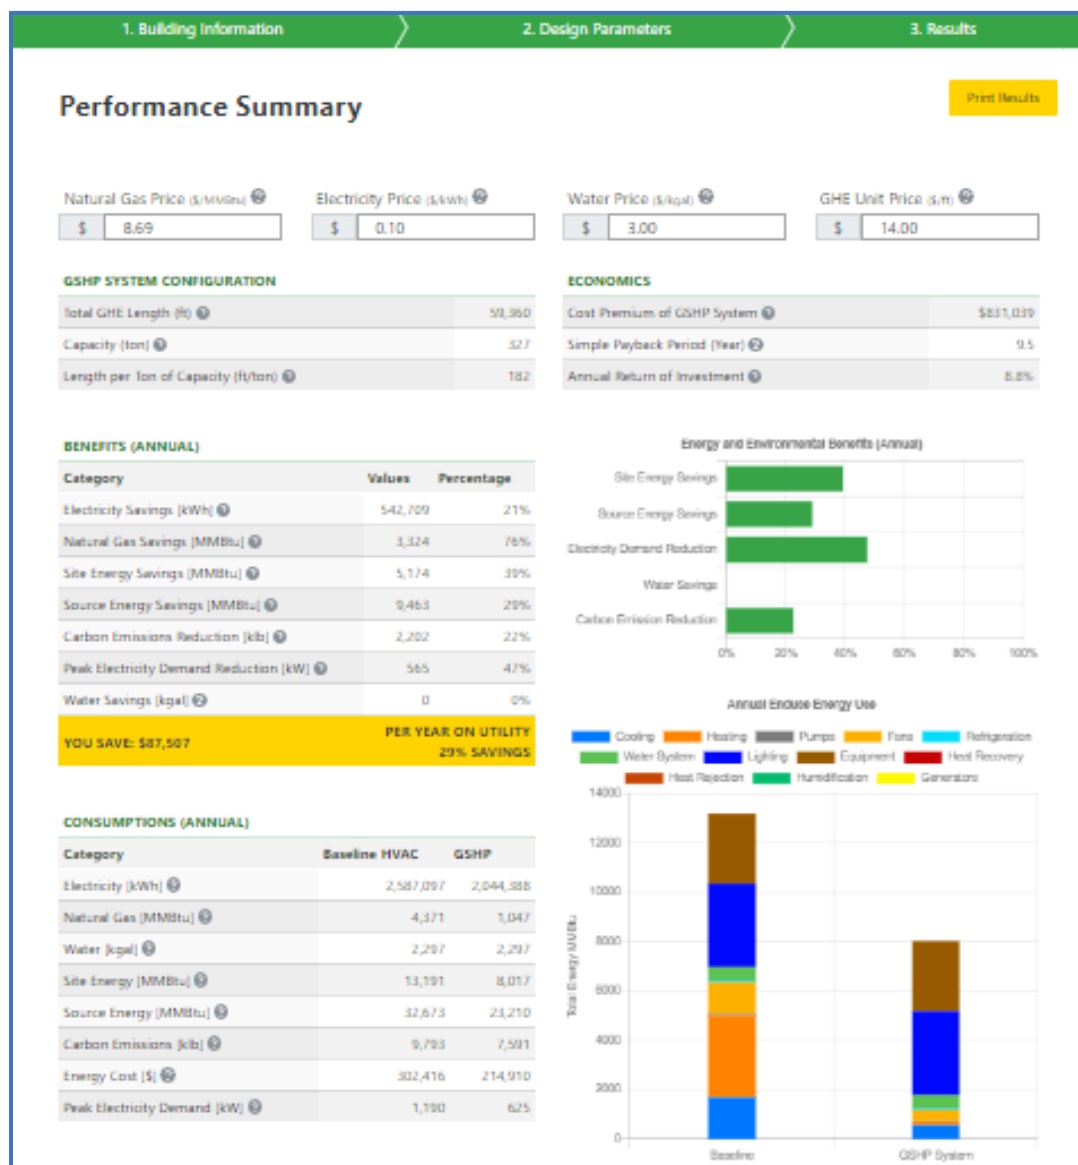 1. Building Information 2. Design Parameters 3. Results
Performance Summary
Print Results
Natural Gas Price ($/MMBtu) Electricity Price ($/kWh) Water Price ($/kgal) GHE Unit Price ($/ft)
$ 8.69 $ 0.10 $ 3.00 $ 14.00
GSHP SYSTEM CONFIGURATION
Total GHE Length (ft) 59,360
Capacity (ton) 327
Length per Ton of Capacity (ft/ton) 182
ECONOMICS
Cost Premium of GSHP System $831,039
Simple Payback Period (Year) 9.5
Annual Return of Investment 8.8%
BENEFITS (ANNUAL)
Category Values Percentage
Electricity Savings [kWh] 542,709 21%
Natural Gas Savings [MMBtu] 3,324 76%
Site Energy Savings [MMBtu] 5,174 39%
Source Energy Savings [MMBtu] 9,463 29%
Carbon Emissions Reduction [klb] 2,202 22%
Peak Electricity Demand Reduction [kW] 565 47%
Water Savings [kgal] 0 0%
YOU SAVE: $87,507 PER YEAR ON UTILITY
29% SAVINGS
Energy and Environmental Benefits (Annual)
Site Energy Savings
Source Energy Savings
Electricity Demand Reduction
Water Savings
Carbon Emission Reduction
0% 20% 40% 60% 80% 100%
CONSUMPTIONS (ANNUAL)
Category Baseline HVAC GSHP
Electricity [kWh] 2,587,097 2,044,388
Natural Gas [MMBtu] 4,371 1,047
Water [kgal] 2,297 2,297
Site Energy [MMBtu] 13,191 8,017
Source Energy [MMBtu] 32,673 23,210
Carbon Emissions [klb] 9,793 7,591
Energy Cost [$] 302,416 214,910
Peak Electricity Demand [kW] 1,190 625
Annual Enduse Energy Use
Cooling Heating Pumps Fans Refrigeration
Water System Lighting Equipment Heat Recovery
Heat Rejection Humidification Generators
Total Energy MMBtu
14000
12000
10000
8000
6000
4000
2000
0
Baseline GSHP System